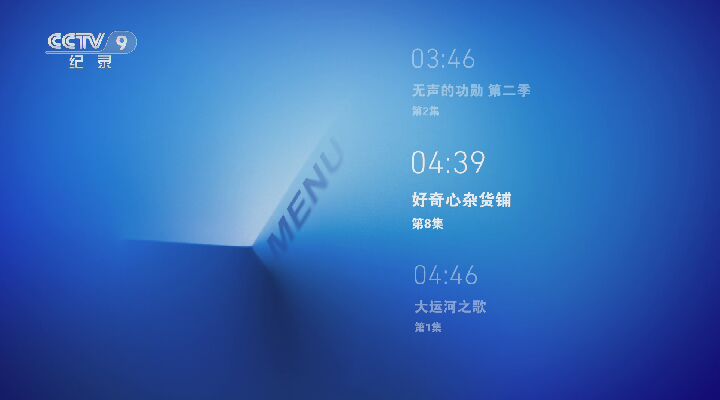 CCTV 9
纪录
MENU
03:46
无声的功勋 第二季
第2集
04:39
好奇心杂货铺
第8集
04:46
大运河之歌
第1集